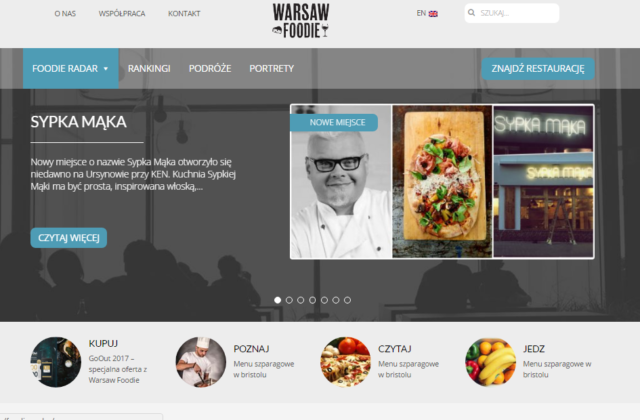 O NAS WSPÓŁPRACA KONTAKT
WARSAW
FOODIE
EN
SZUKAJ...
FOODIE RADAR RANKINGI PODRÓŻE PORTRETY
ZNAJDŹ RESTAURACJĘ
SYPKA MĄKA
Nowy miejsce o nazwie Sypka Mąka otworzyło się
niedawno na Ursynowie przy KEN. Kuchnia Sypkiej
Mąki ma być prosta, inspirowana włoską,...
CZYTAJ WIĘCEJ
NOWE MIEJSCE
SYPKA MĄKA
SYPKA MĄKA
KUPUJ
GoOut 2017 –
specjalna oferta z
Warsaw Foodie
POZNAJ
Menu szparagowe
w bristolu
CZYTAJ
Menu szparagowe
w bristolu
JEDZ
Menu szparagowe
w bristolu